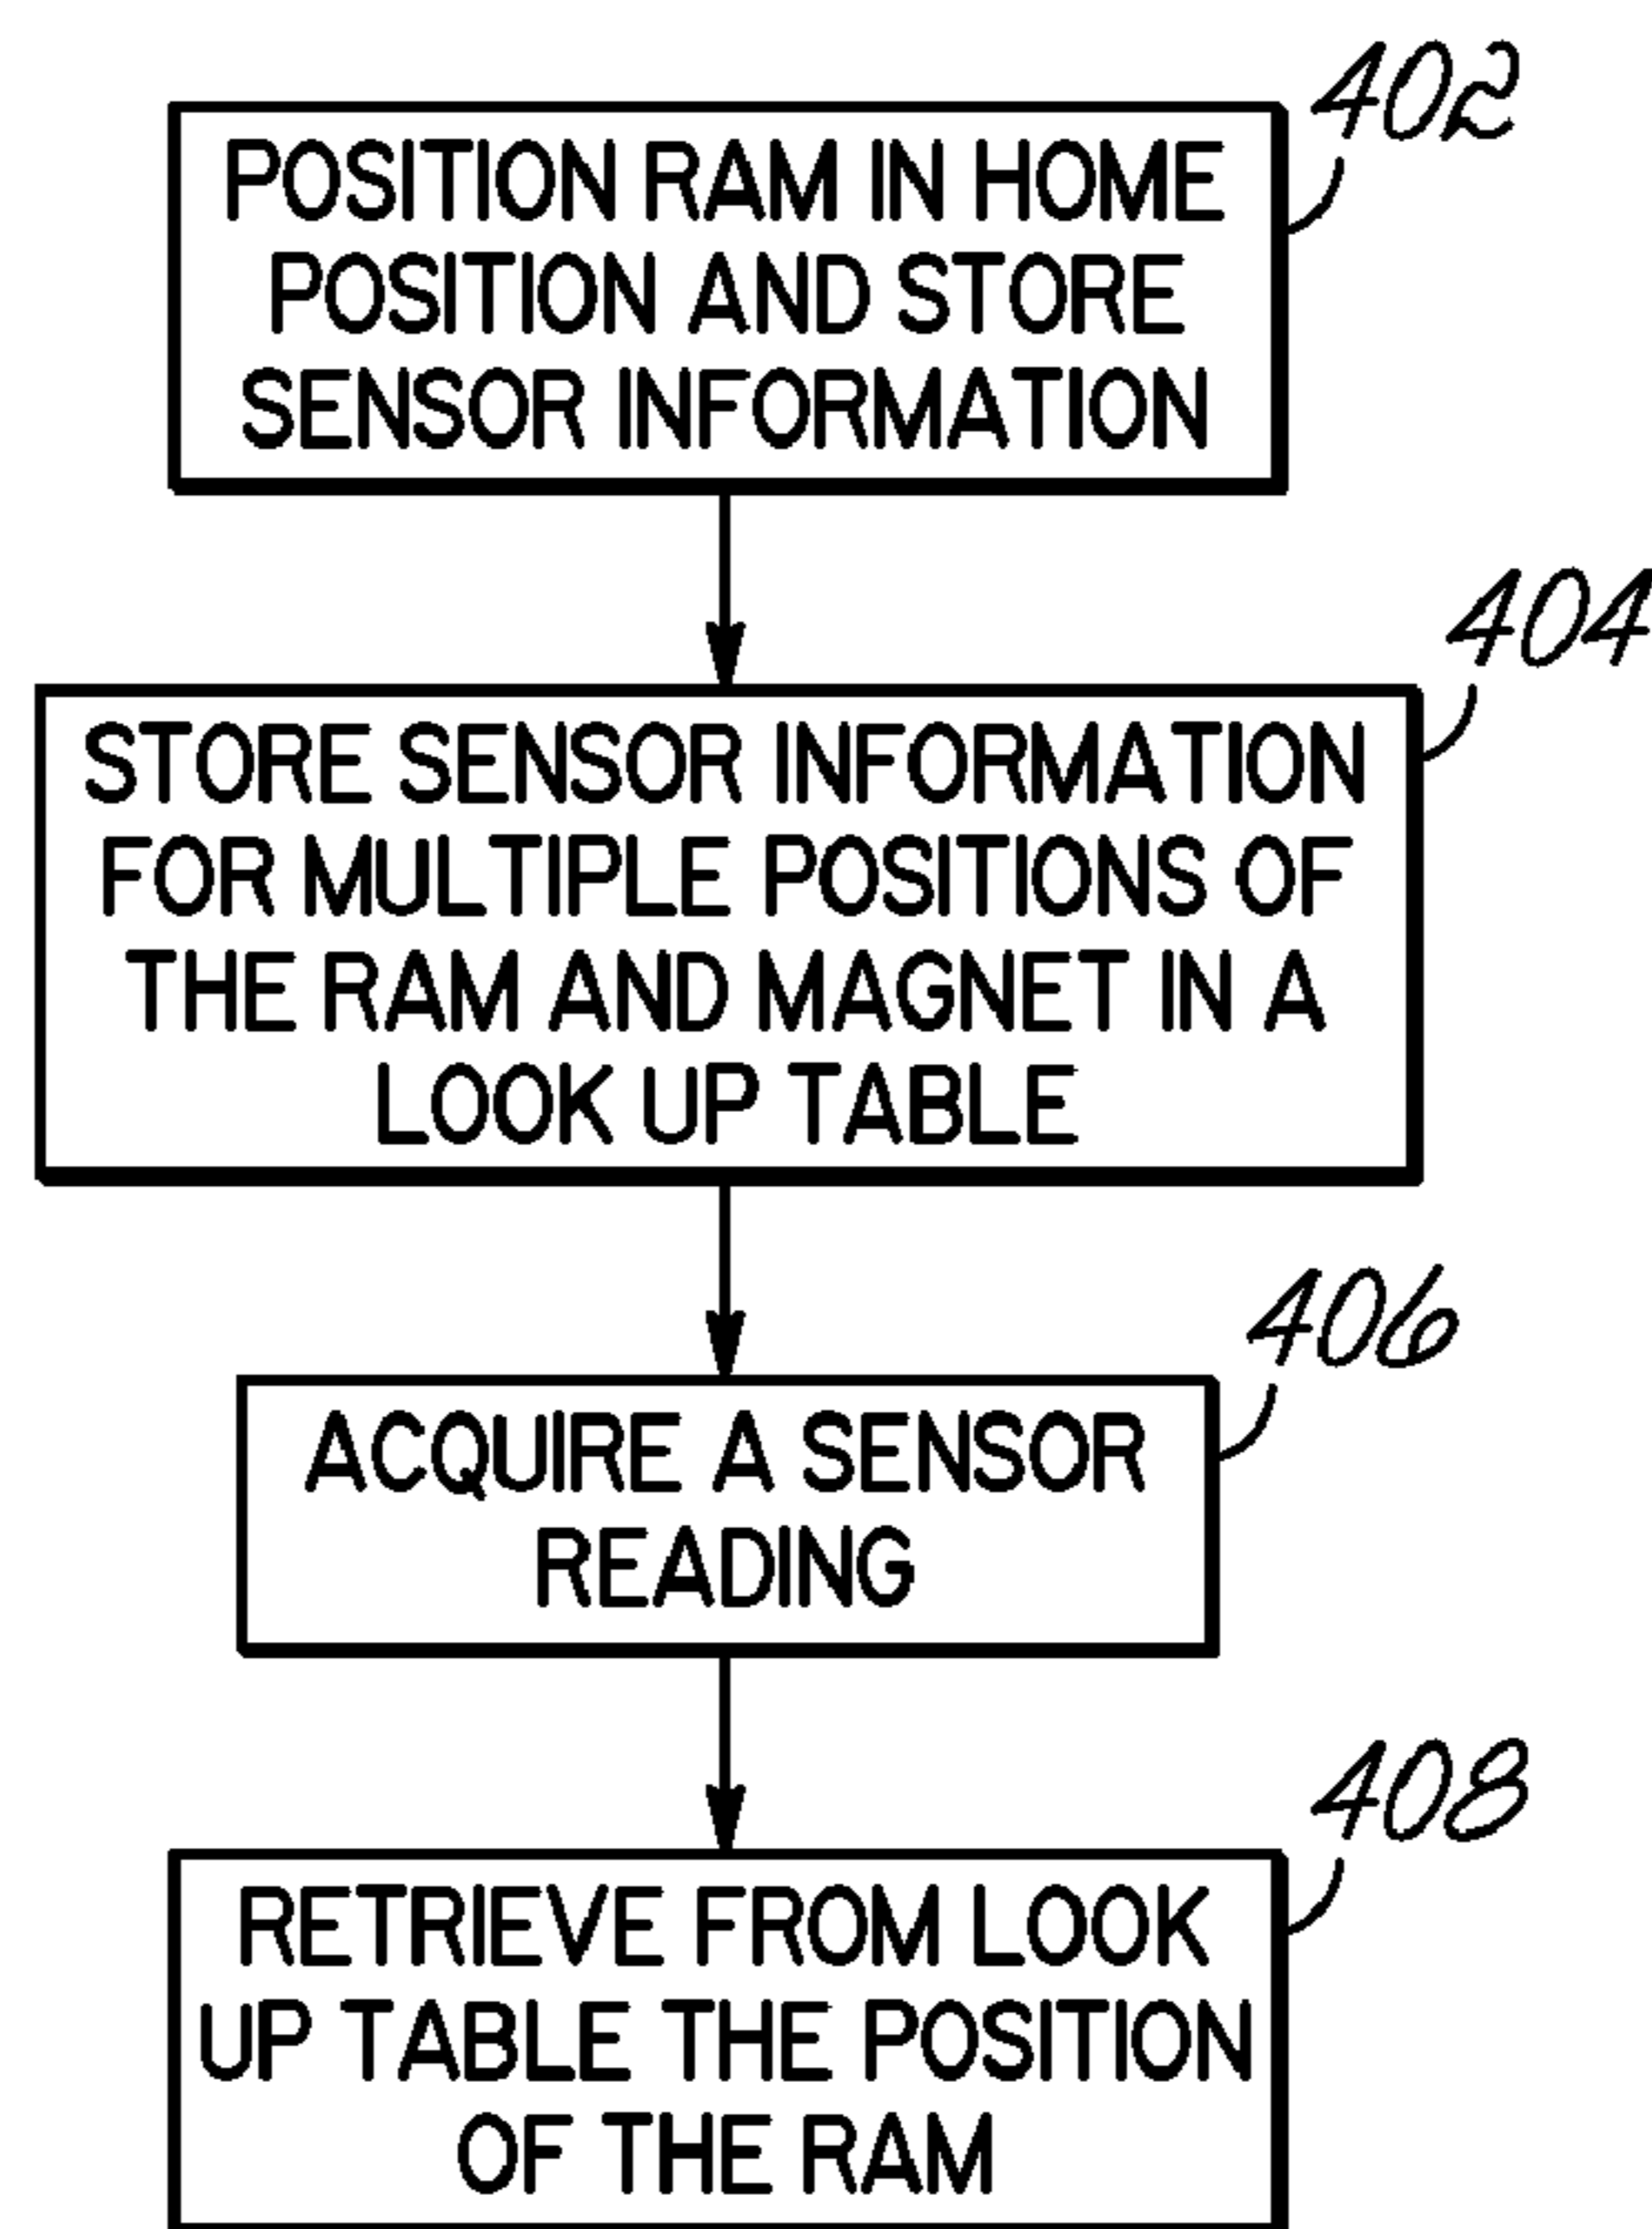 402
POSITION RAM IN HOME
POSITION AND STORE
SENSOR INFORMATION
404
STORE SENSOR INFORMATION
FOR MULTIPLE POSITIONS OF
THE RAM AND MAGNET IN A
LOOK UP TABLE
406
ACQUIRE A SENSOR
READING
408
RETRIEVE FROM LOOK
UP TABLE THE POSITION
OF THE RAM